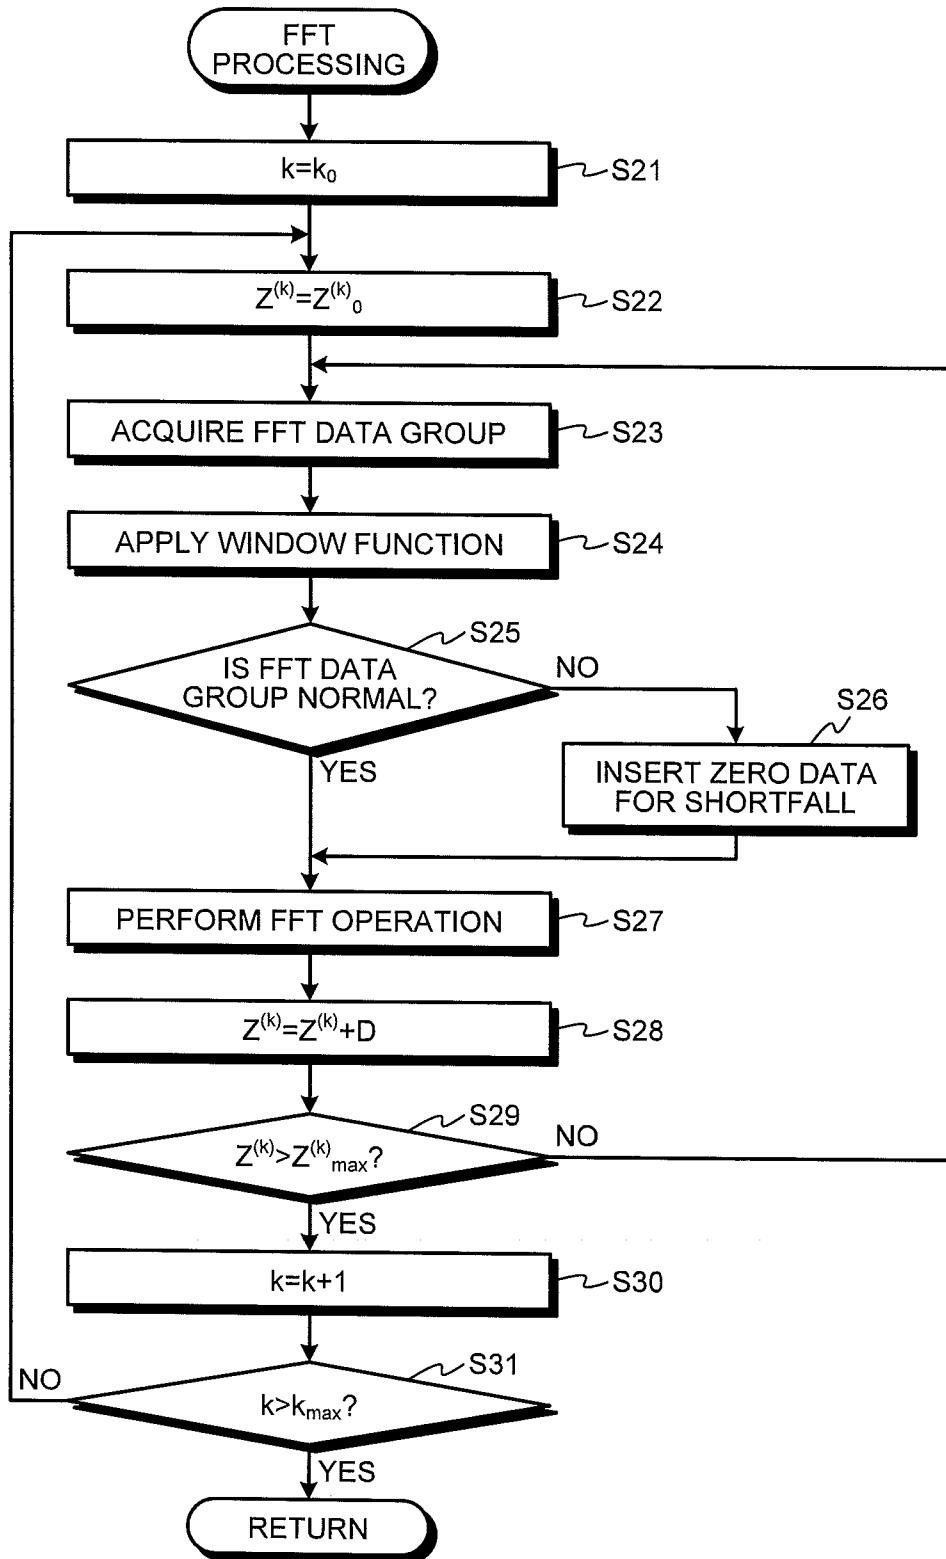 FFT
PROCESSING
k=k₀
S21
Z⁽ᵏ⁾=Z⁽ᵏ⁾₀
S22
ACQUIRE FFT DATA GROUP
S23
APPLY WINDOW FUNCTION
S24
S25
IS FFT DATA
GROUP NORMAL?
NO
YES
S26
INSERT ZERO DATA
FOR SHORTFALL
PERFORM FFT OPERATION
S27
Z⁽ᵏ⁾=Z⁽ᵏ⁾+D
S28
S29
Z⁽ᵏ⁾>Z⁽ᵏ⁾max?
NO
YES
k=k+1
S30
S31
NO
k>kmax?
YES
RETURN